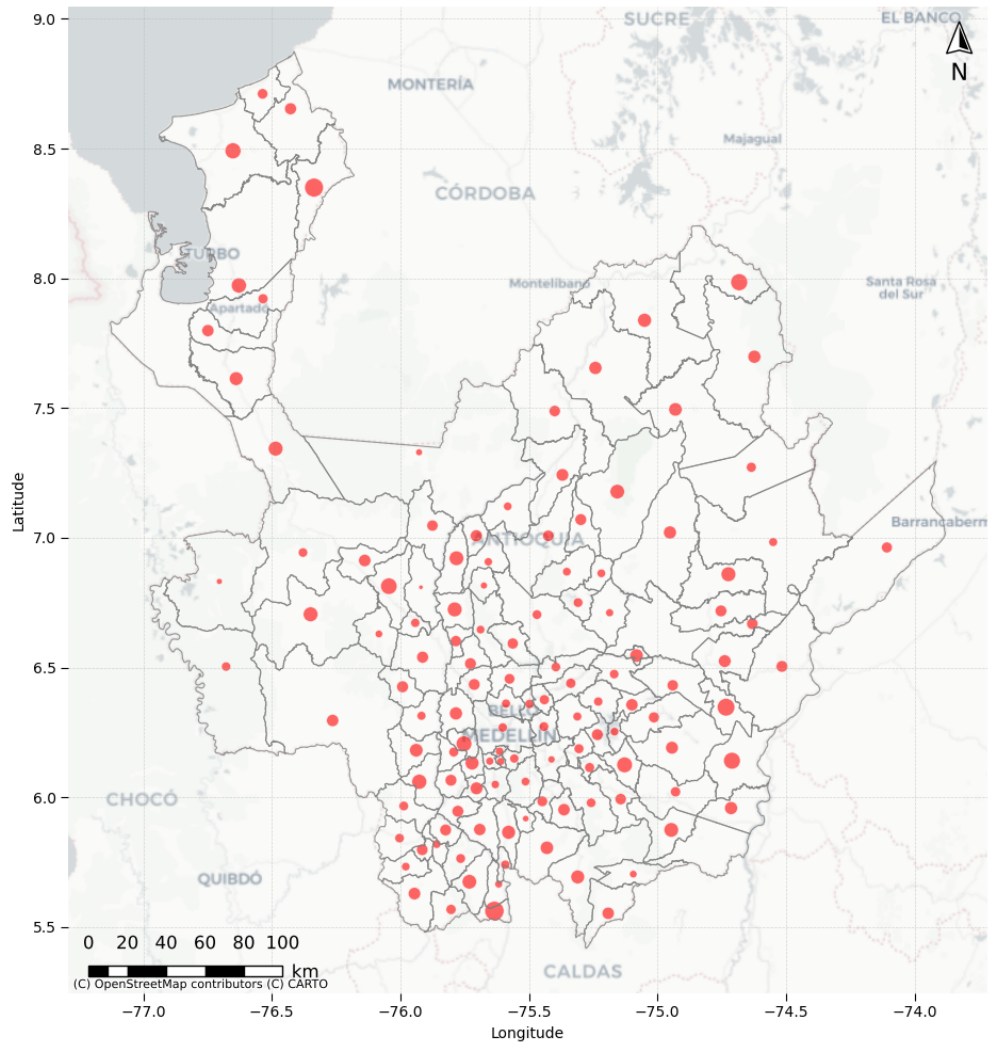 9.0
SUCRE
EL BANCO
N
MONTERÍA
8.5
Majagual
CÓRDOBA
TURBO
8.0
Montelíbano
Santa Rosa
del Sur
Apartadó
7.5
Latitude
7.0
ANTIOQUIA
Barrancaberm
6.5
BELLO
MEDELLÍN
6.0
CHOCÓ
QUIBDÓ
5.5
0 20 40 60 80 100
km
CALDAS
(C) OpenStreetMap contributors (C) CARTO
−77.0 −76.5 −76.0 −75.5 −75.0 −74.5 −74.0
Longitude